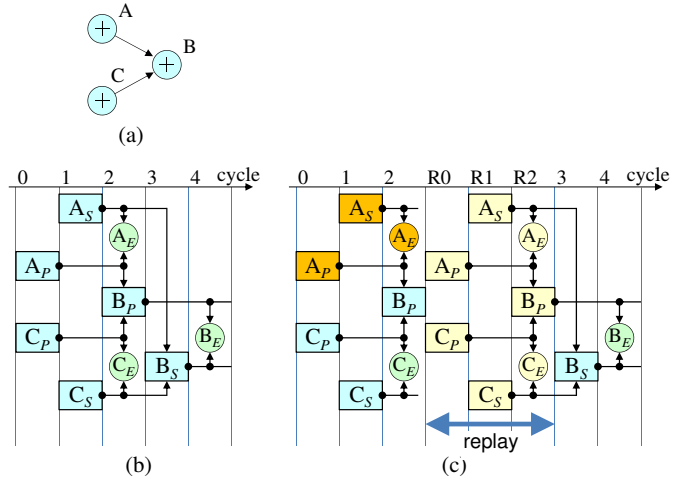 A
B
C
(a)
0 1 2 3 4 cycle
A_S
A_E
A_P
B_P
C_P
B_E
C_E
B_S
C_S
(b)
0 1 2 R0 R1 R2 3 4 cycle
A_S A_S
A_E A_E
A_P A_P
B_P B_P
C_P C_P B_E
C_E C_E B_S
C_S C_S
replay
(c)